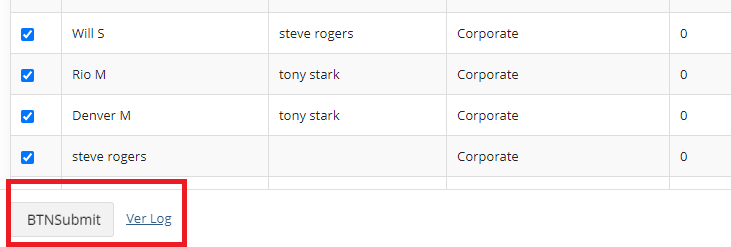 Will S steve rogers Corporate 0
Rio M tony stark Corporate 0
Denver M tony stark Corporate 0
steve rogers Corporate 0
BTNSubmit Ver Log